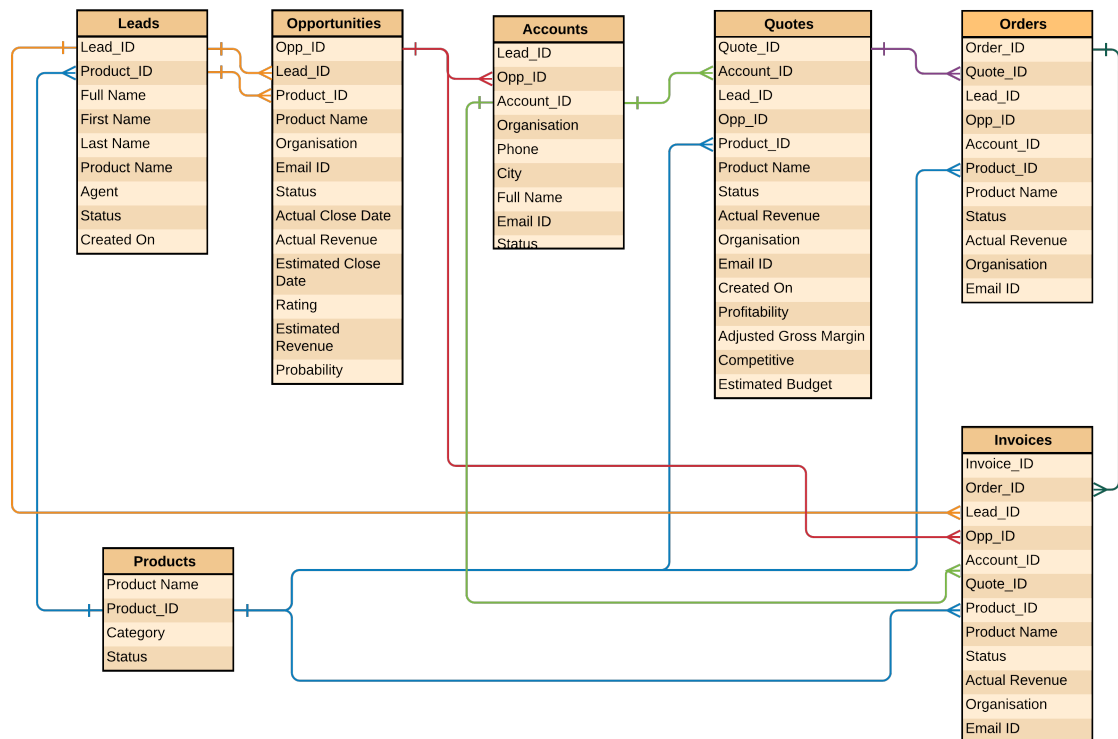 Leads
Lead_ID
Product_ID
Full Name
First Name
Last Name
Product Name
Agent
Status
Created On
Opportunities
Opp_ID
Lead_ID
Product_ID
Product Name
Organisation
Email ID
Status
Actual Close Date
Actual Revenue
Estimated Close
Date
Rating
Estimated
Revenue
Probability
Accounts
Lead_ID
Opp_ID
Account_ID
Organisation
Phone
City
Full Name
Email ID
Status
Quotes
Quote_ID
Account_ID
Lead_ID
Opp_ID
Product_ID
Product Name
Status
Actual Revenue
Organisation
Email ID
Created On
Profitability
Adjusted Gross Margin
Competitive
Estimated Budget
Orders
Order_ID
Quote_ID
Lead_ID
Opp_ID
Account_ID
Product_ID
Product Name
Status
Actual Revenue
Organisation
Email ID
Products
Product Name
Product_ID
Category
Status
Invoices
Invoice_ID
Order_ID
Lead_ID
Opp_ID
Account_ID
Quote_ID
Product_ID
Product Name
Status
Actual Revenue
Organisation
Email ID